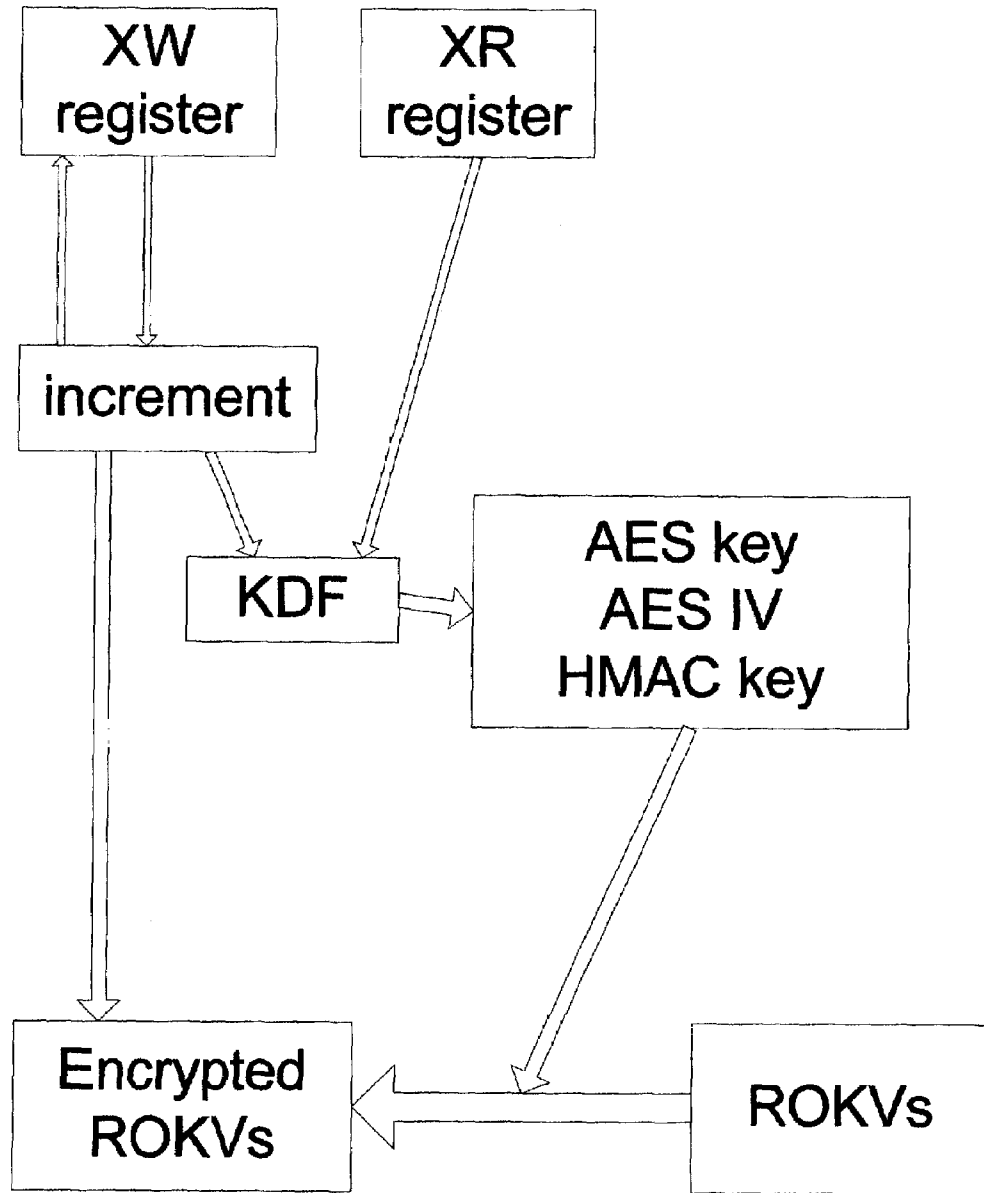 XW
register
XR
register
increment
KDF
AES key
AES IV
HMAC key
Encrypted
ROKVs
ROKVs